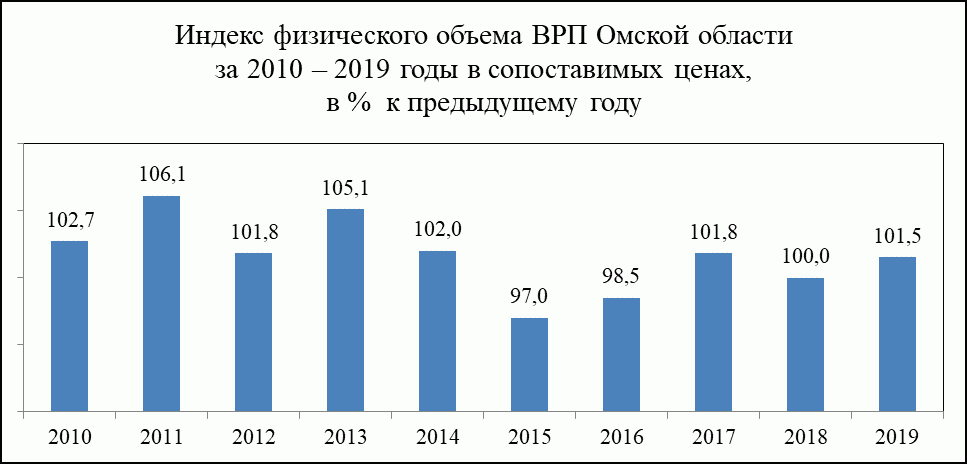 Индекс физического объема ВРП Омской области
за 2010 – 2019 годы в сопоставимых ценах,
в % к предыдущему году
102,7 106,1 101,8 105,1 102,0 97,0 98,5 101,8 100,0 101,5
2010 2011 2012 2013 2014 2015 2016 2017 2018 2019